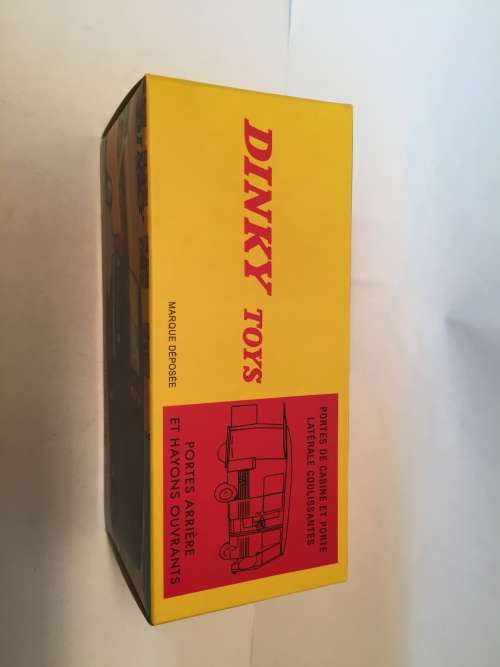 DINKY TOYS
MARQUE DÉPOSÉE
PORTES DE CABINE ET PORTE
LATÉRALE COULISSANTES
PORTES ARRIÈRE
ET HAYONS OUVRANTS